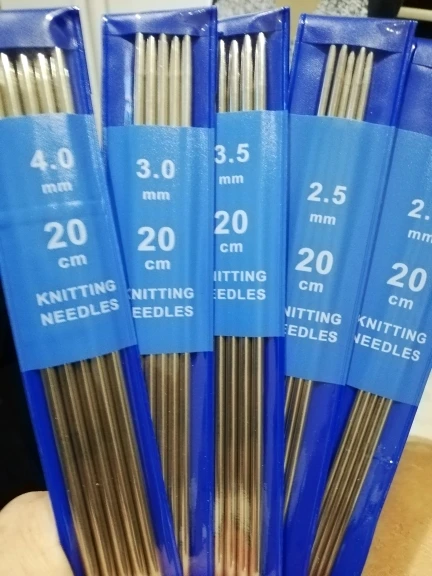 4.0
mm
20
cm
KNITTING
NEEDLES
3.0
mm
20
cm
KNITTING
NEEDLES
3.5
mm
20
cm
KNITTING
NEEDLES
2.5
mm
20
cm
KNITTING
NEEDLES
2.
mm
20
cm
KNITTING
NEEDLES